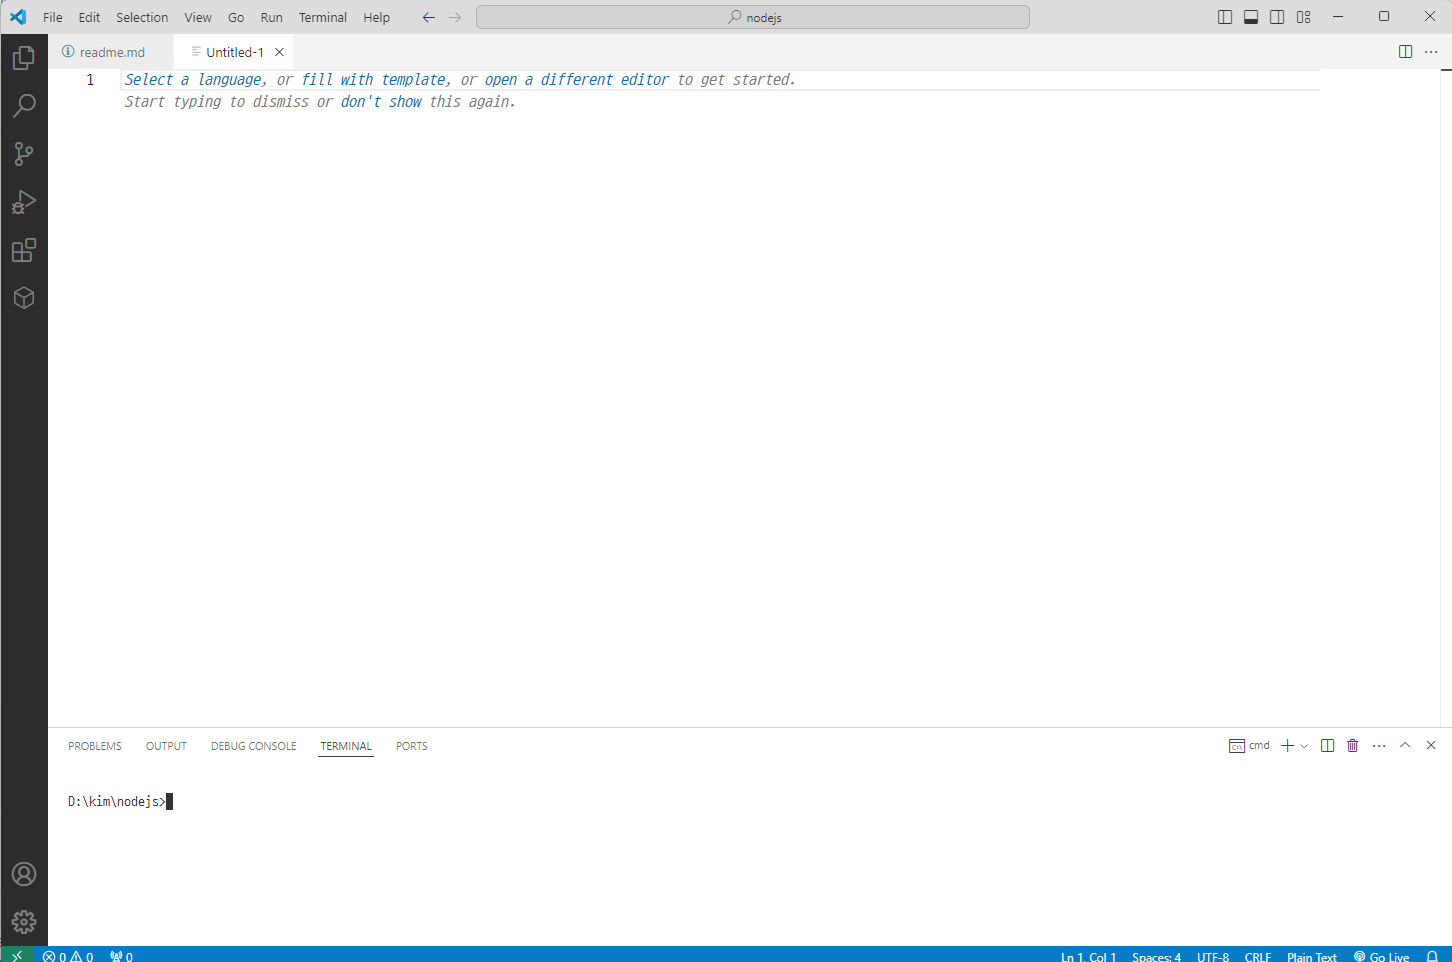 File Edit Selection View Go Run Terminal Help nodejs
readme.md Untitled-1
1 Select a language, or fill with template, or open a different editor to get started.
Start typing to dismiss or don't show this again.
PROBLEMS OUTPUT DEBUG CONSOLE TERMINAL PORTS cmd
D:\kim\nodejs>
0 0 0 Ln 1, Col 1 Spaces: 4 UTF-8 CRLF Plain Text Go Live